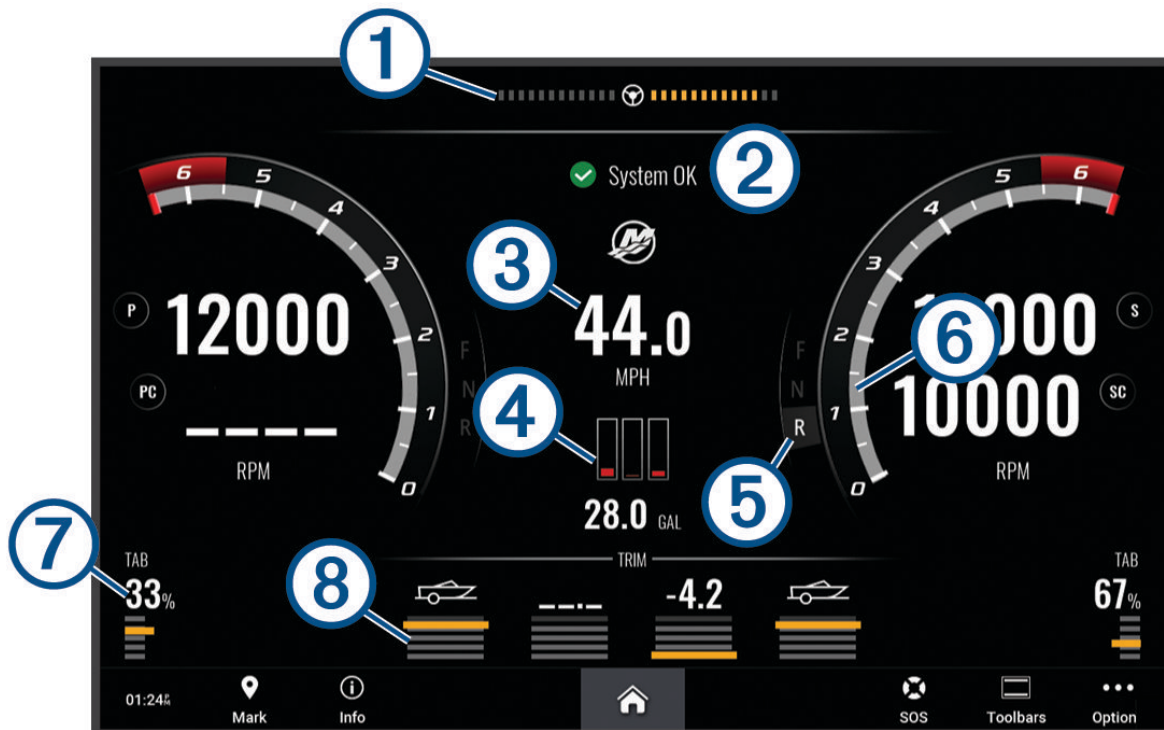 1
2
System OK
3
44.0
MPH
6 5 4 3 2 1 0
P
12000
PC
– – – –
RPM
F
N
R
4
28.0 GAL
5
F
N
R
6 5 4 3 2 1 0
S
6
10000
SC
RPM
7
TAB
33%
8
TRIM
--.-
-4.2
TAB
67%
01:24 PM
Mark
Info
SOS
Toolbars
Option